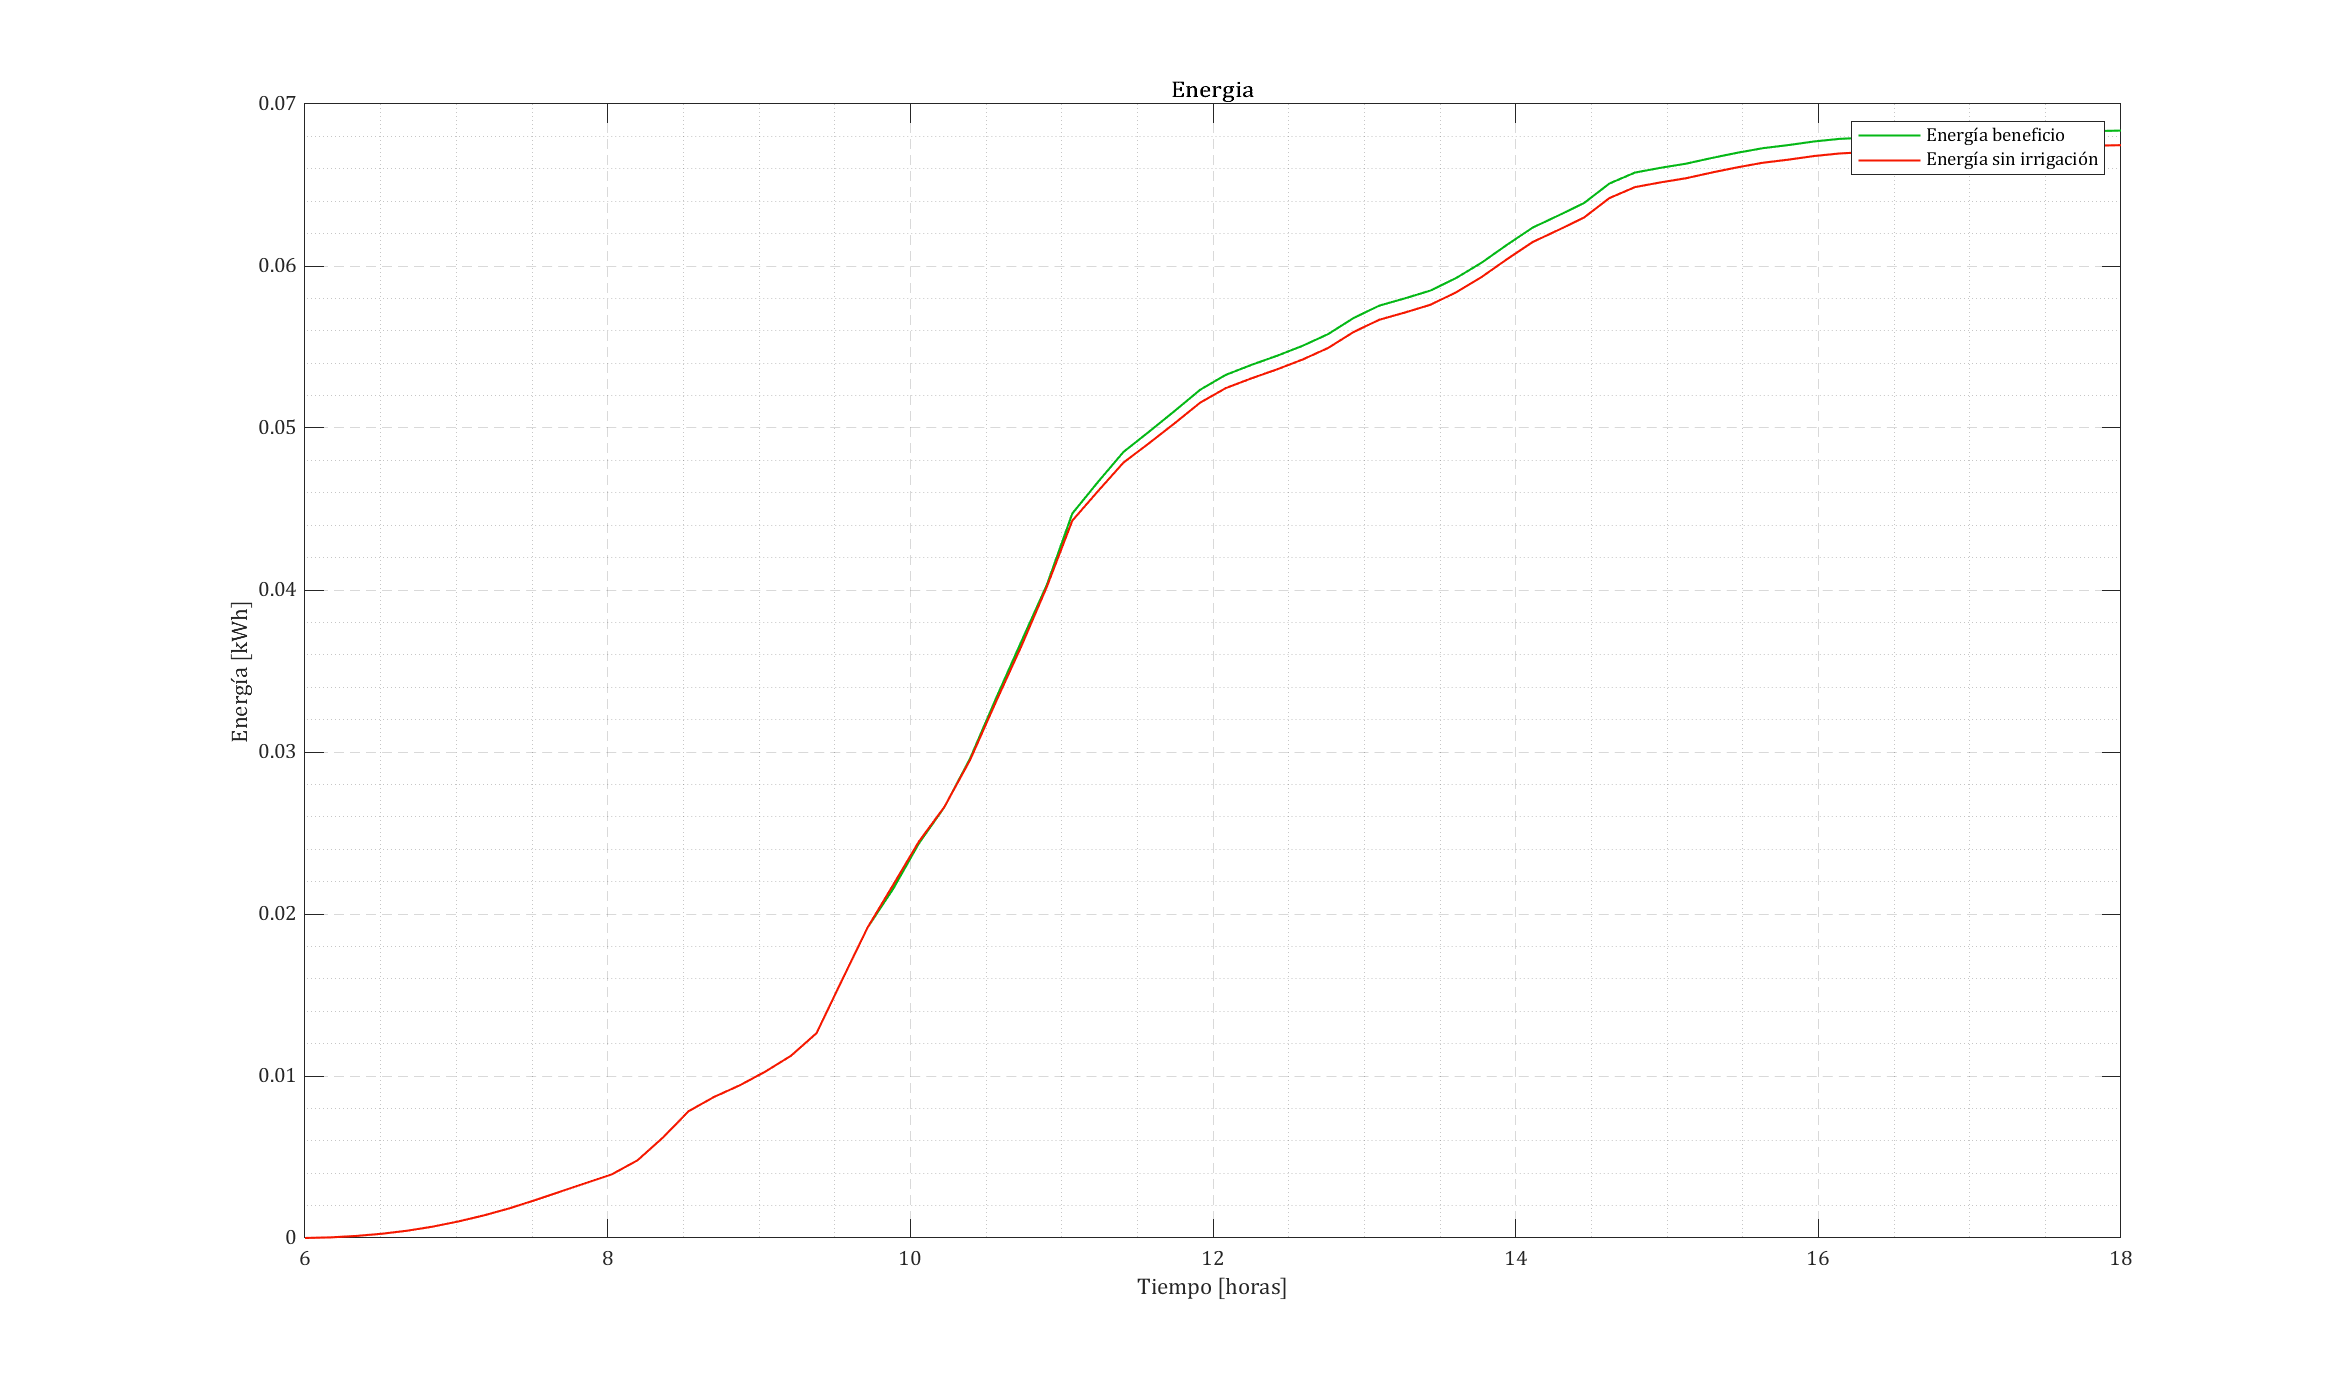 Energia
0.07
0.06
0.05
0.04
0.03
0.02
0.01
0
Energía [kWh]
6 8 10 12 14 16 18
Tiempo [horas]
Energía beneficio
Energía sin irrigación